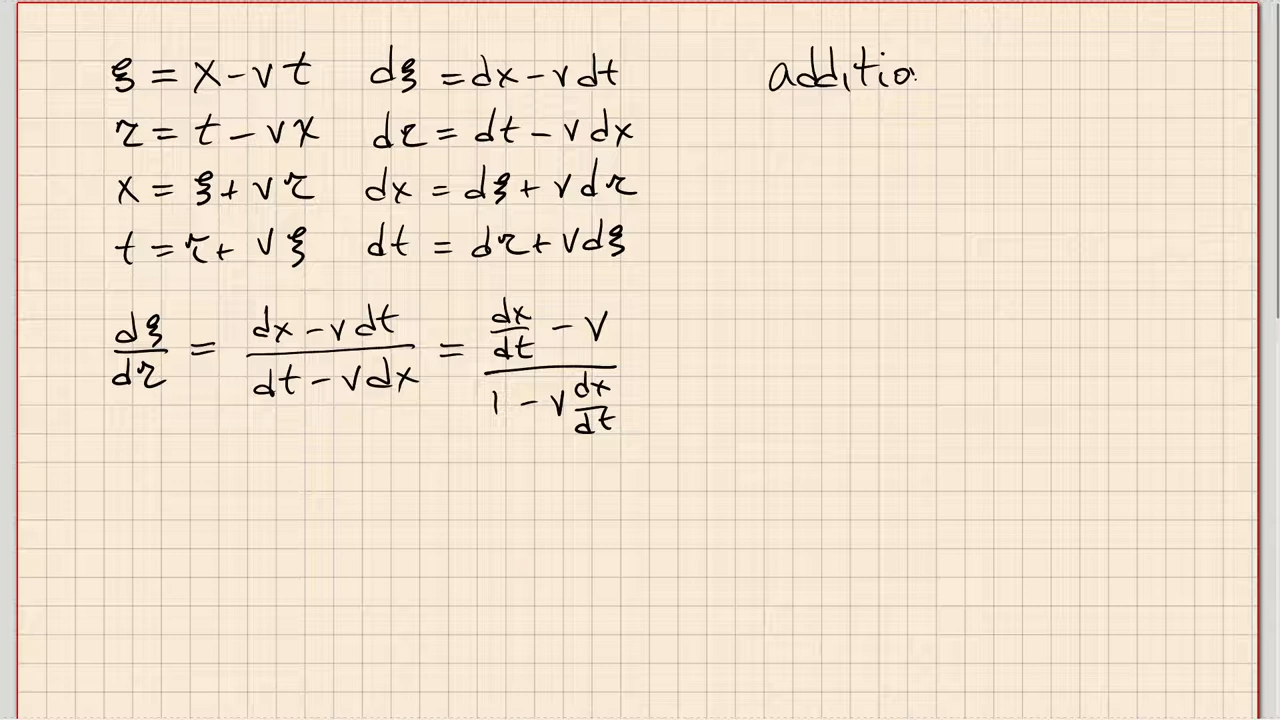 ξ = x - vt dξ = dx - vdt
τ = t - vx dτ = dt - vdx
x = ξ + vτ dx = dξ + vdτ
t = τ + vξ dt = dτ + vdξ
dξ/dτ = (dx - vdt)/(dt - vdx) = (dx/dt - v)/(1 - v dx/dt)
additio